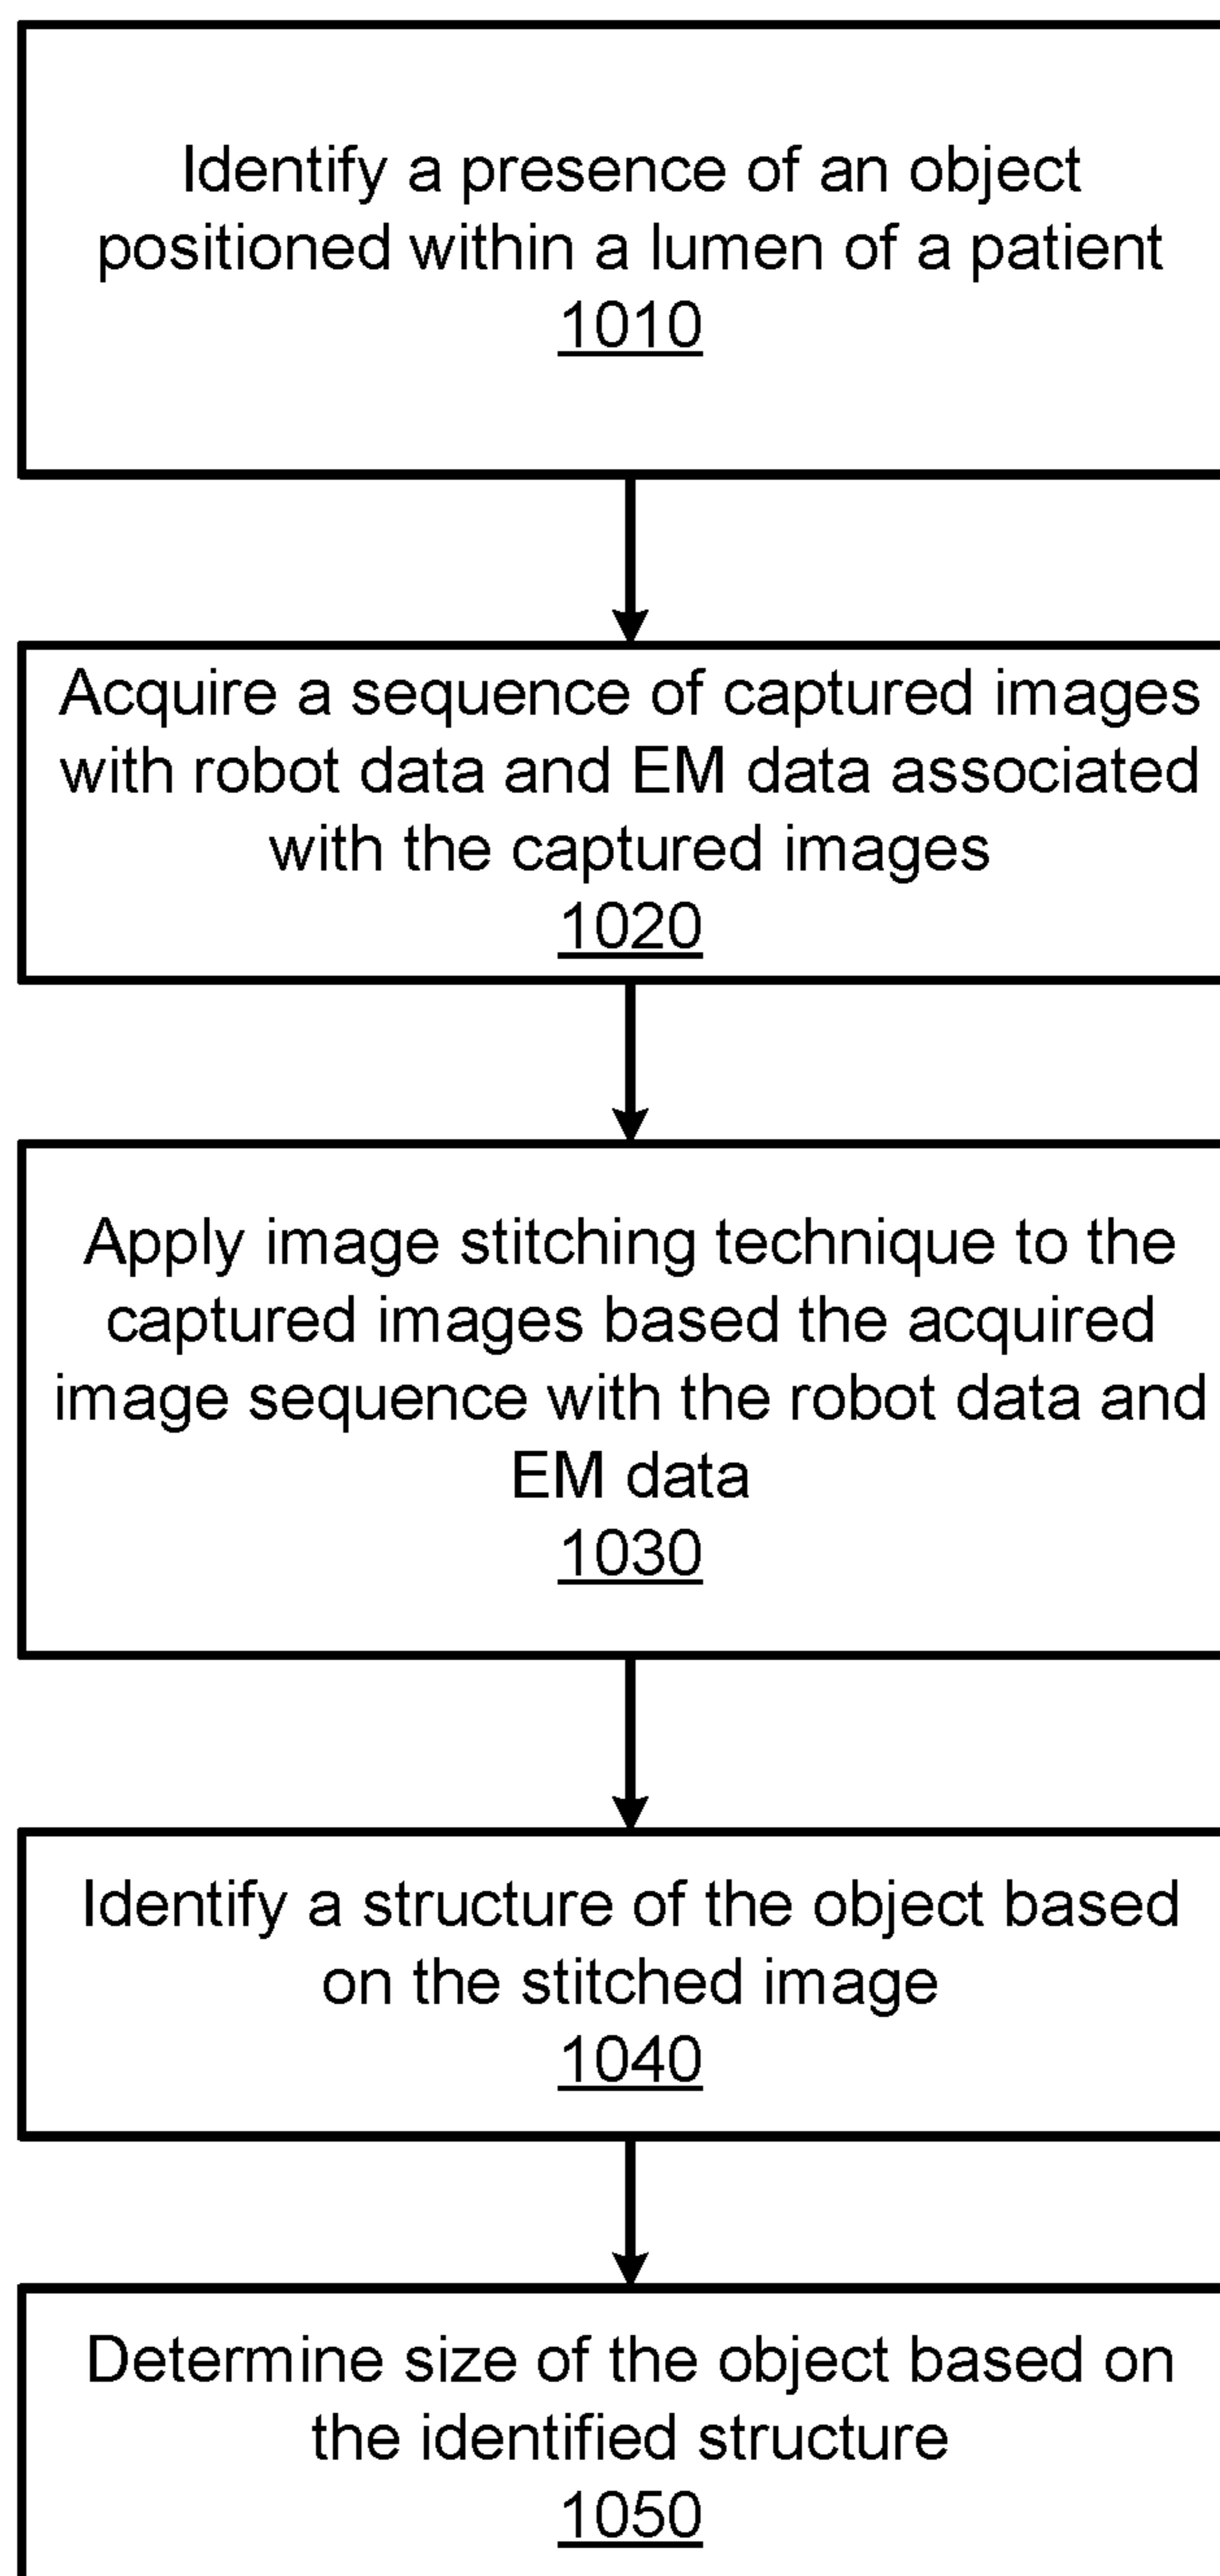 Identify a presence of an object
positioned within a lumen of a patient
1010
Acquire a sequence of captured images
with robot data and EM data associated
with the captured images
1020
Apply image stitching technique to the
captured images based the acquired
image sequence with the robot data and
EM data
1030
Identify a structure of the object based
on the stitched image
1040
Determine size of the object based on
the identified structure
1050